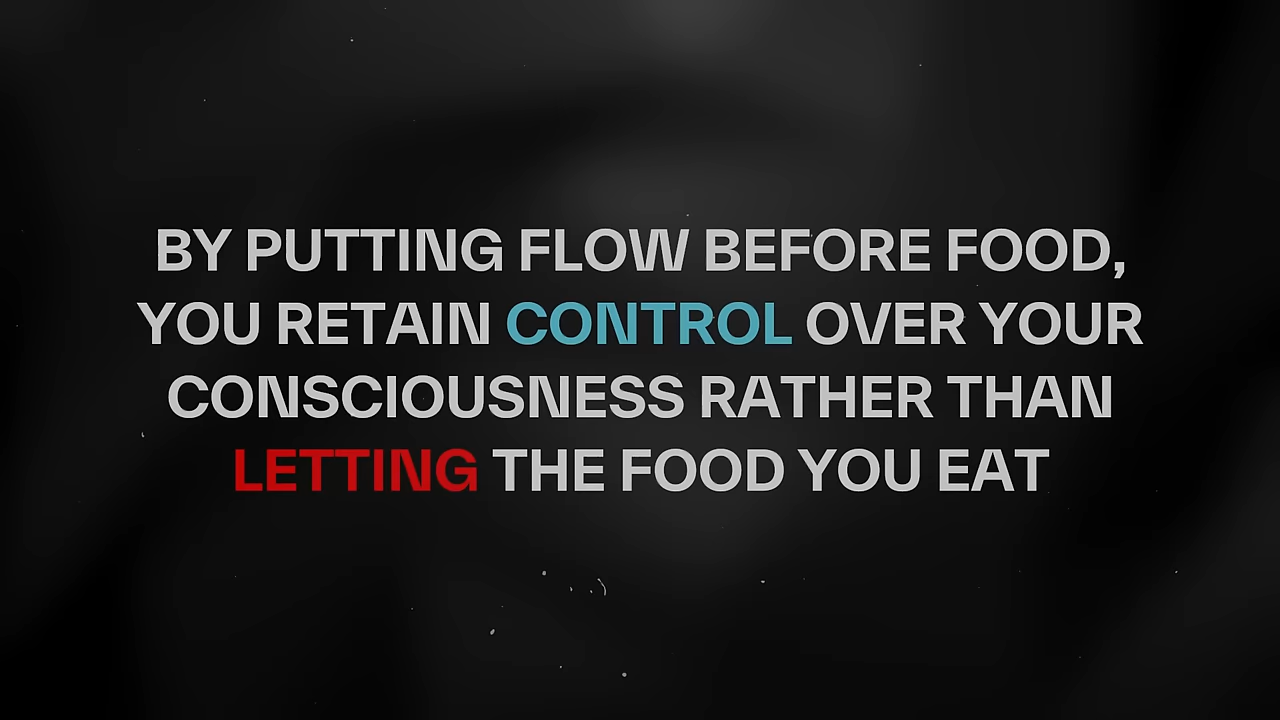 BY PUTTING FLOW BEFORE FOOD,
YOU RETAIN CONTROL OVER YOUR
CONSCIOUSNESS RATHER THAN
LETTING THE FOOD YOU EAT